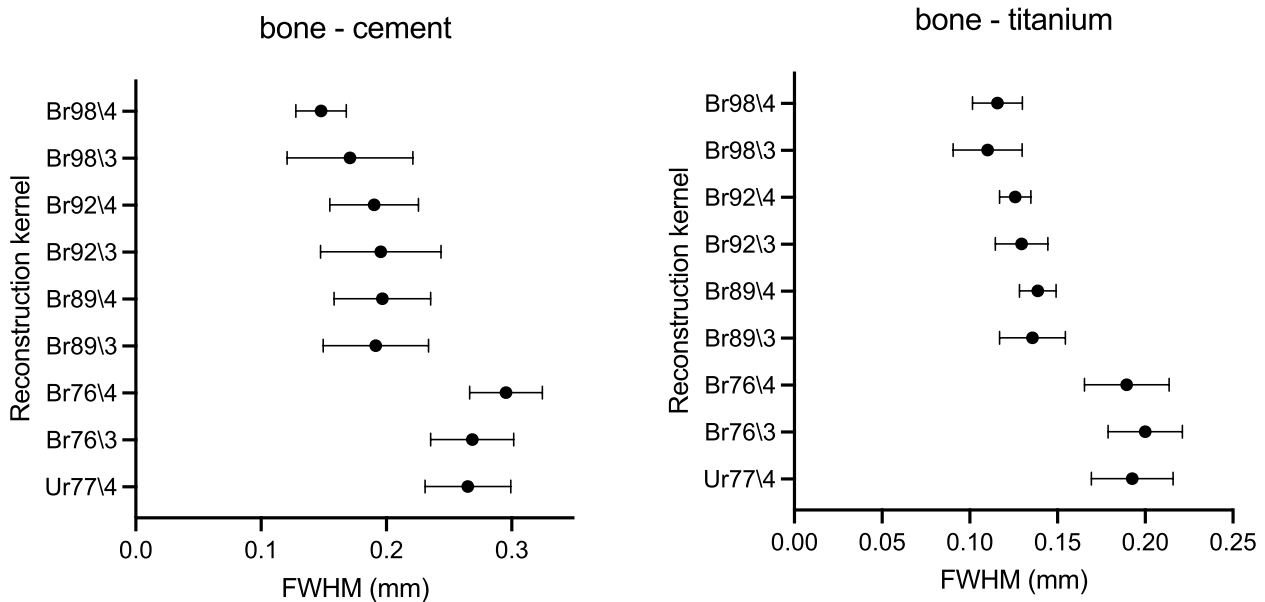 bone - cement
Reconstruction kernel
Br98\4
Br98\3
Br92\4
Br92\3
Br89\4
Br89\3
Br76\4
Br76\3
Ur77\4
0.0 0.1 0.2 0.3
FWHM (mm)
bone - titanium
Reconstruction kernel
Br98\4
Br98\3
Br92\4
Br92\3
Br89\4
Br89\3
Br76\4
Br76\3
Ur77\4
0.00 0.05 0.10 0.15 0.20 0.25
FWHM (mm)